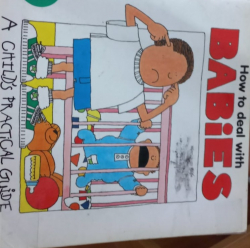 How to deal with
BABIES
A CHILD'S PRACTICAL GUIDE